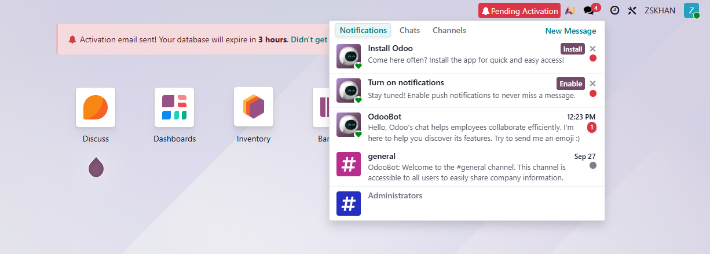 Pending Activation
AI
4
ZSKHAN
Z
Activation email sent! Your database will expire in 3 hours. Didn't get
Notifications Chats Channels New Message
Install Odoo Install
Come here often? Install the app for quick and easy access!
Turn on notifications Enable
Stay tuned! Enable push notifications to never miss a message.
OdooBot 12:23 PM
Hello, Odoo's chat helps employees collaborate efficiently. I'm 1
here to help you discover its features. Try to send me an emoji :)
general Sep 27
OdooBot: Welcome to the #general channel. This channel is
accessible to all users to easily share company information.
Administrators
Discuss Dashboards Inventory Bar